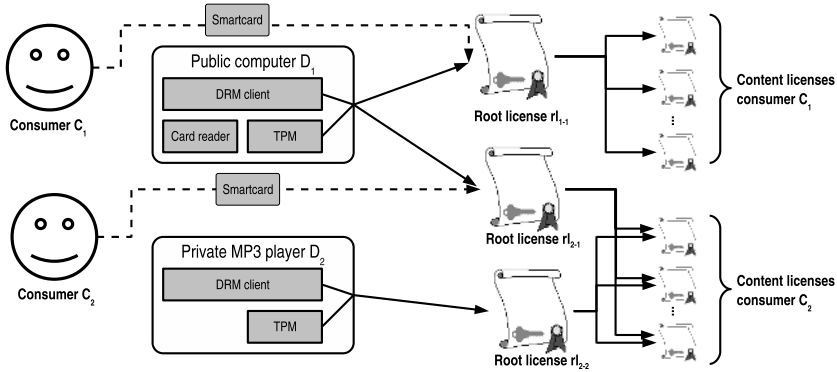 Smartcard
Consumer C1
Public computer D1
DRM client
Card reader
TPM
Root license rl1-1
Content licenses
consumer C1
⋮
Smartcard
Consumer C2
Root license rl2-1
Private MP3 player D2
DRM client
TPM
Root license rl2-2
Content licenses
consumer C2
⋮